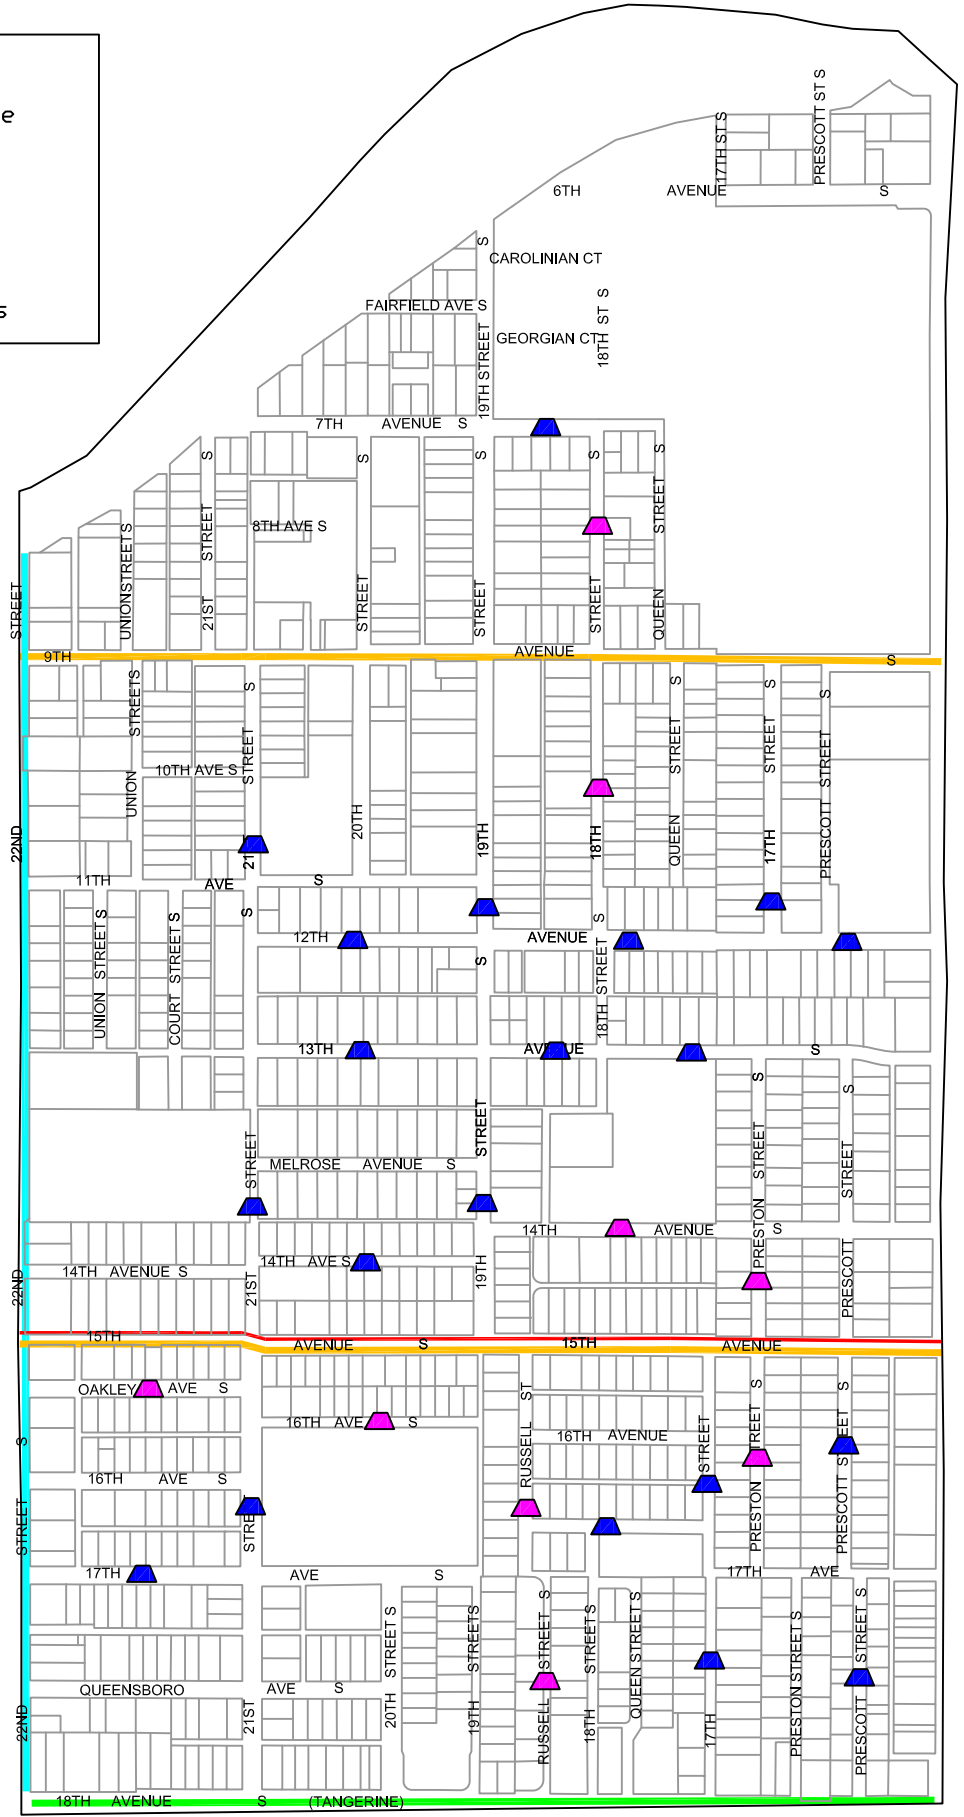 e
s
17TH ST S
PRESCOTT ST S
6TH AVENUE S
S
CAROLINIAN CT
FAIRFIELD AVE S
18TH ST S
GEORGIAN CT
19TH STREET
7TH AVENUE S
S
S
S
S
S
8TH AVE S
UNION STREET S
21ST STREET
STREET
STREET
STREET
STREET
QUEEN STREET
9TH AVENUE S
STREET S
UNION
S
STREET
10TH AVE S
22ND
21
20TH
19TH
18TH
S
QUEEN STREET
S
17TH STREET
S
PRESCOTT STREET
11TH AVE S
S
UNION STREET S
COURT STREET S
12TH AVENUE
S
S
18TH STREET
13TH AVENUE S
STREET
STREET
S
PRESTON STREET
S
STREET
MELROSE AVENUE S
14TH AVENUE S
14TH AVE S
14TH AVENUE S
22ND
21ST
19TH
PRESCOTT
15TH AVENUE S 15TH AVENUE
OAKLEY AVE S
16TH AVE S
RUSSELL ST
16TH AVENUE
STREET
S
PRESTON STREET
S
PRESCOTT STREET S
S
16TH AVE S
STREET
STREET
17TH AVE S
17TH AVE
QUEENSBORO AVE S
22ND
21ST
20TH STREET S
19TH STREET S
RUSSELL STREET S
18TH STREET S
QUEEN STREET S
17TH
PRESTON STREET S
PRESCOTT STREET S
18TH AVENUE S (TANGERINE)